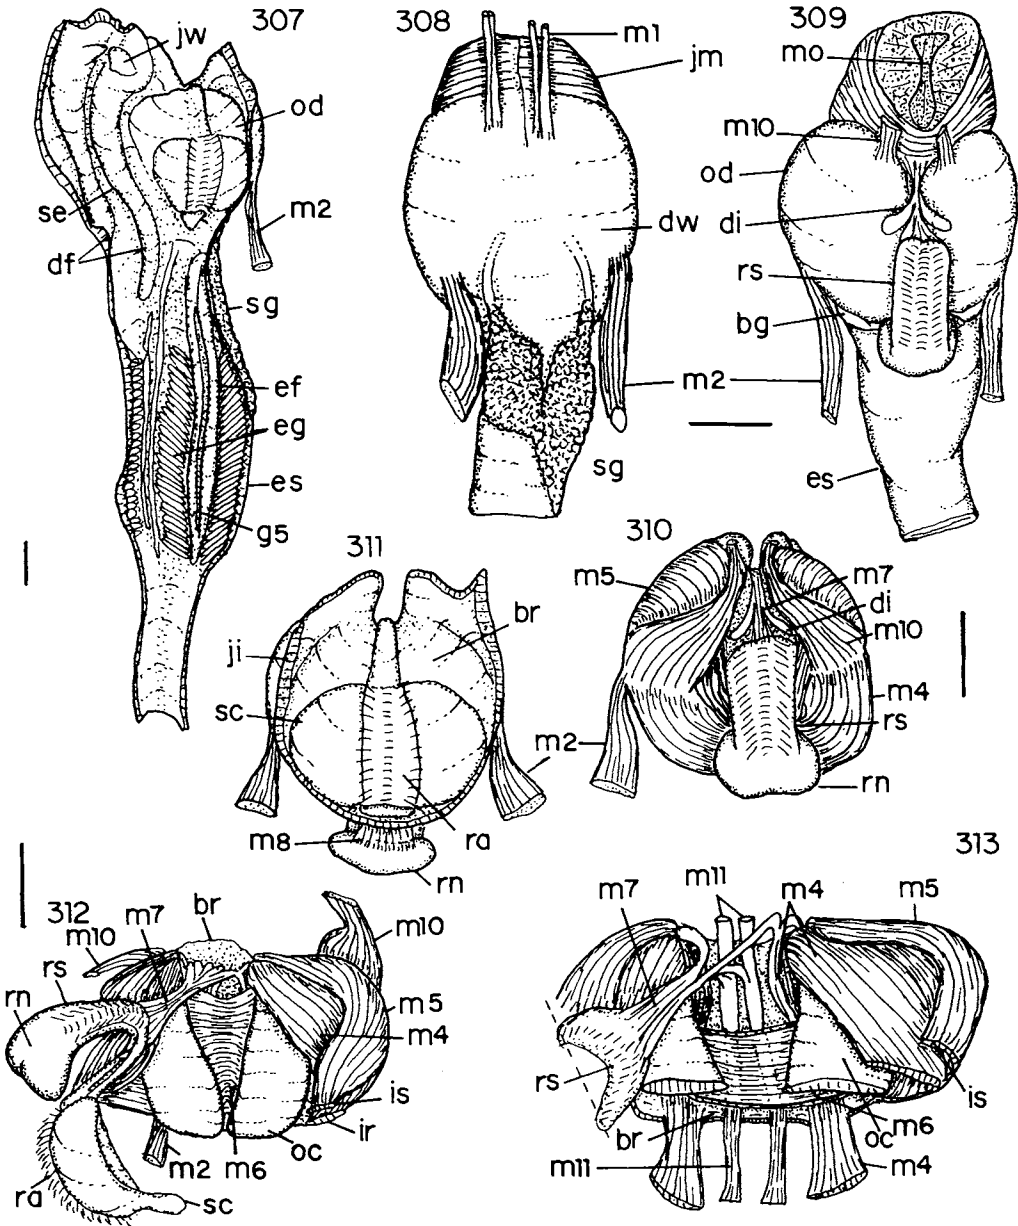 307
jw
od
se
m2
df
sg
ef
eg
es
g5
308
m1
jm
dw
m2
sg
309
mo
m10
od
di
rs
bg
es
310
m5
m7
di
m10
m4
rs
m2
rn
311
br
ji
sc
m8
ra
rn
312
br
m7
m10
m10
rs
rn
m5
m4
is
ir
oc
m2
m6
ra
sc
313
m7
m11
m4
m5
rs
is
m6
oc
br
m11
m4